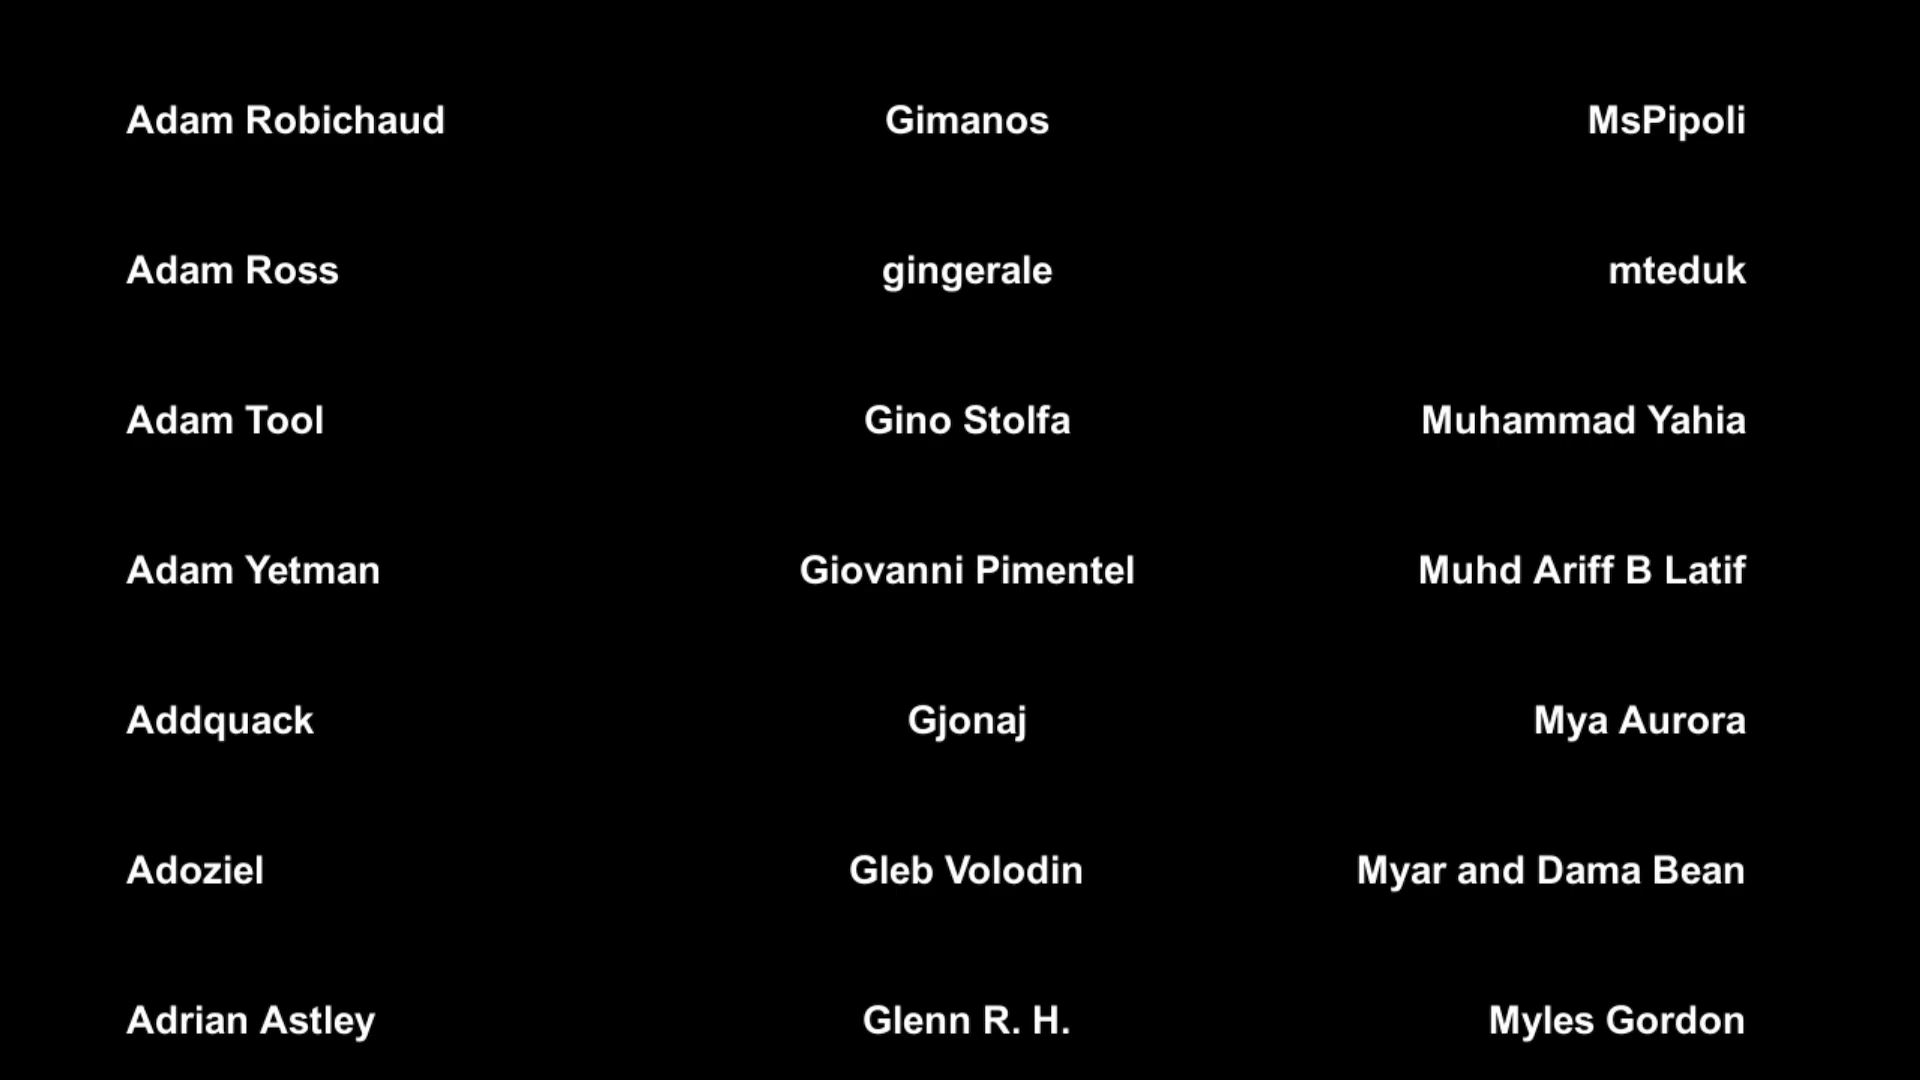 Adam Robichaud
Gimanos
MsPipoli
Adam Ross
gingerale
mteduk
Adam Tool
Gino Stolfa
Muhammad Yahia
Adam Yetman
Giovanni Pimentel
Muhd Ariff B Latif
Addquack
Gjonaj
Mya Aurora
Adoziel
Gleb Volodin
Myar and Dama Bean
Adrian Astley
Glenn R. H.
Myles Gordon